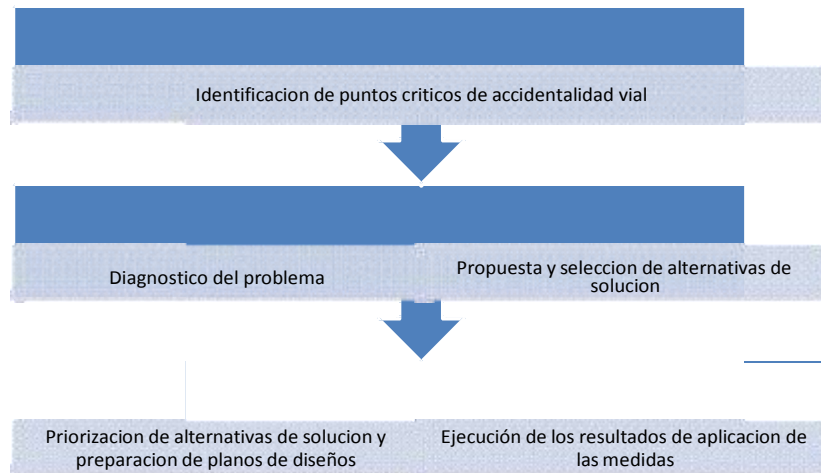 Identificacion de puntos criticos de accidentalidad vial
Diagnostico del problema
Propuesta y seleccion de alternativas de
solucion
Priorizacion de alternativas de solucion y
preparacion de planos de diseños
Ejecución de los resultados de aplicacion de
las medidas